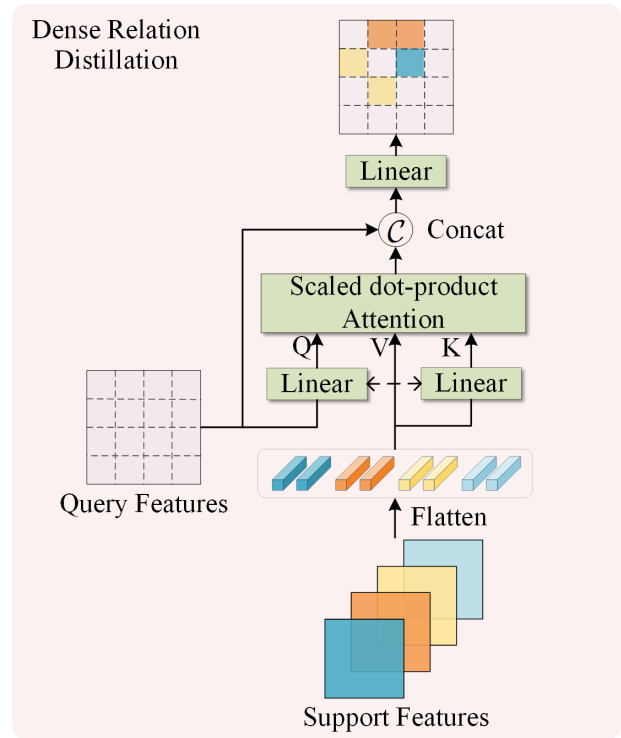 Dense Relation
Distillation
Linear
C
Concat
Scaled dot-product
Attention
Q
V
K
Linear
Linear
Query Features
Flatten
Support Features